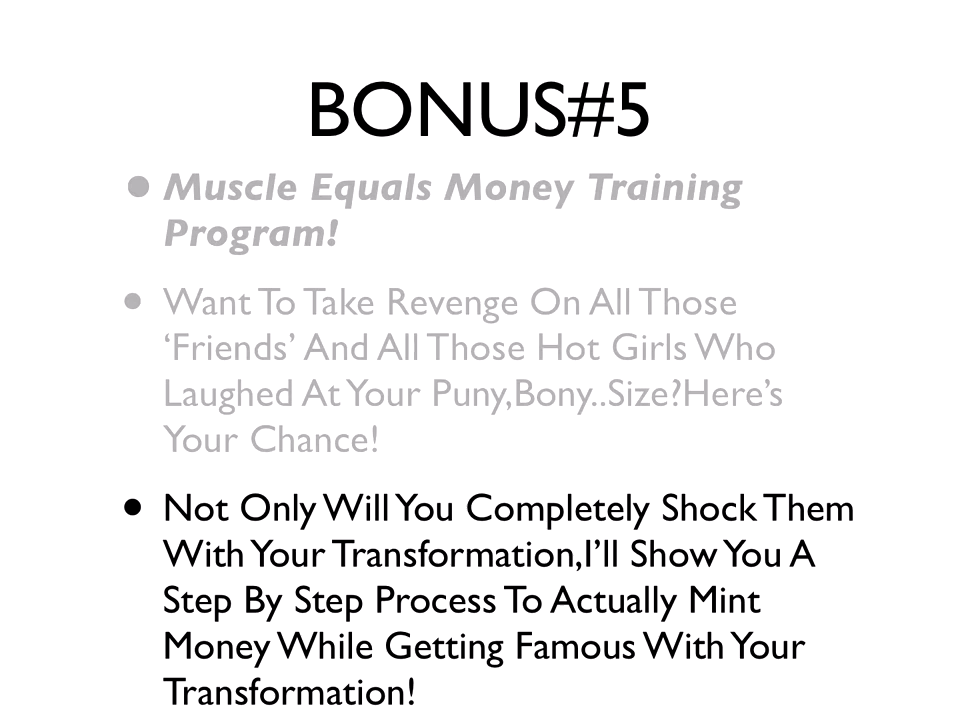 BONUS#5
• Muscle Equals Money Training
Program!
• Want To Take Revenge On All Those
‘Friends’ And All Those Hot Girls Who
Laughed At Your Puny,Bony..Size?Here’s
Your Chance!
• Not Only Will You Completely Shock Them
With Your Transformation,I’ll Show You A
Step By Step Process To Actually Mint
Money While Getting Famous With Your
Transformation!